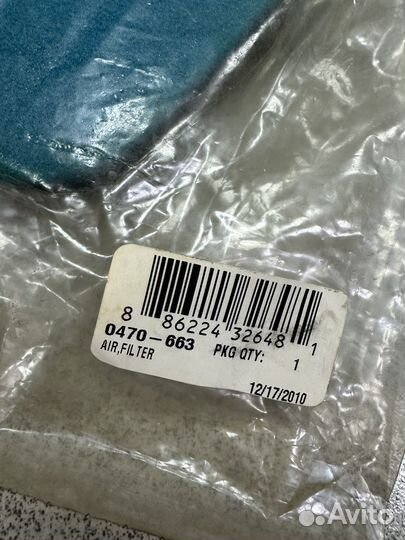 8 86224 32648 1
0470-663 PKG QTY: 1
AIR,FILTER
12/17/2010
Avito